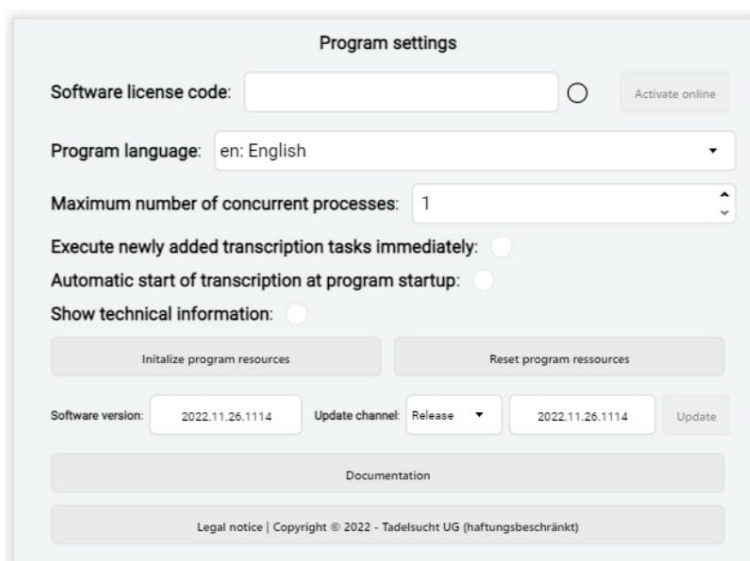 Program settings
Software license code: Activate online
Program language: en: English
Maximum number of concurrent processes: 1
Execute newly added transcription tasks immediately:
Automatic start of transcription at program startup:
Show technical information:
Initalize program resources Reset program ressources
Software version: 2022.11.26.1114 Update channel: Release 2022.11.26.1114 Update
Documentation
Legal notice | Copyright © 2022 - Tadelsucht UG (haftungsbeschränkt)